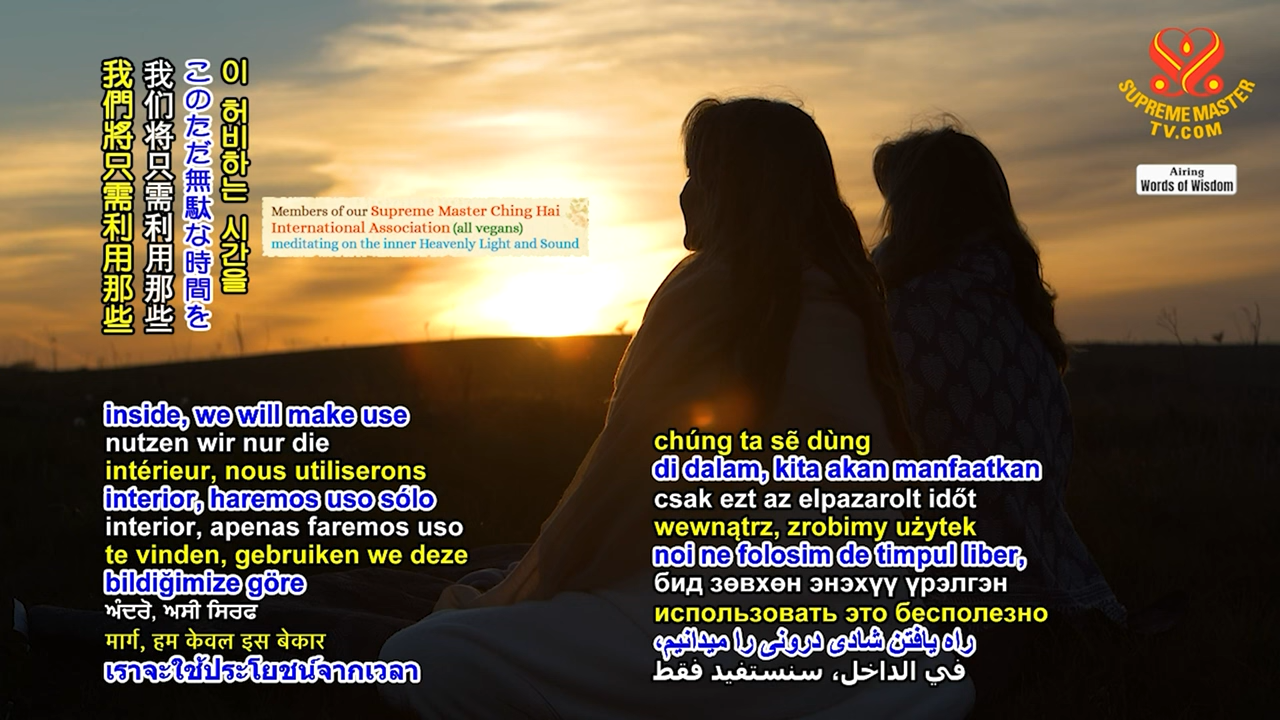 我們將只需利用那些
我们将只需利用那些
このただ無駄な時間を
이 허비하는 시간을
SUPREME MASTER
TV.COM
Airing
Words of Wisdom
Members of our Supreme Master Ching Hai
International Association (all vegans)
meditating on the inner Heavenly Light and Sound
inside, we will make use
nutzen wir nur die
intérieur, nous utiliserons
interior, haremos uso sólo
interior, apenas faremos uso
te vinden, gebruiken we deze
bildiğimize göre
ਅੰਦਰੋਂ, ਅਸੀ ਸਿਰਫ
मार्ग, हम केवल इस बेकार
เราจะใช้ประโยชน์จากเวลา
chúng ta sẽ dùng
di dalam, kita akan manfaatkan
csak ezt az elpazarolt időt
wewnątrz, zrobimy użytek
noi ne folosim de timpul liber,
бид зөвхөн энэхүү үрэлгэн
использовать это бесполезно
راه یافتن شادی درونی را میدانیم،
في الداخل، سنستفيد فقط